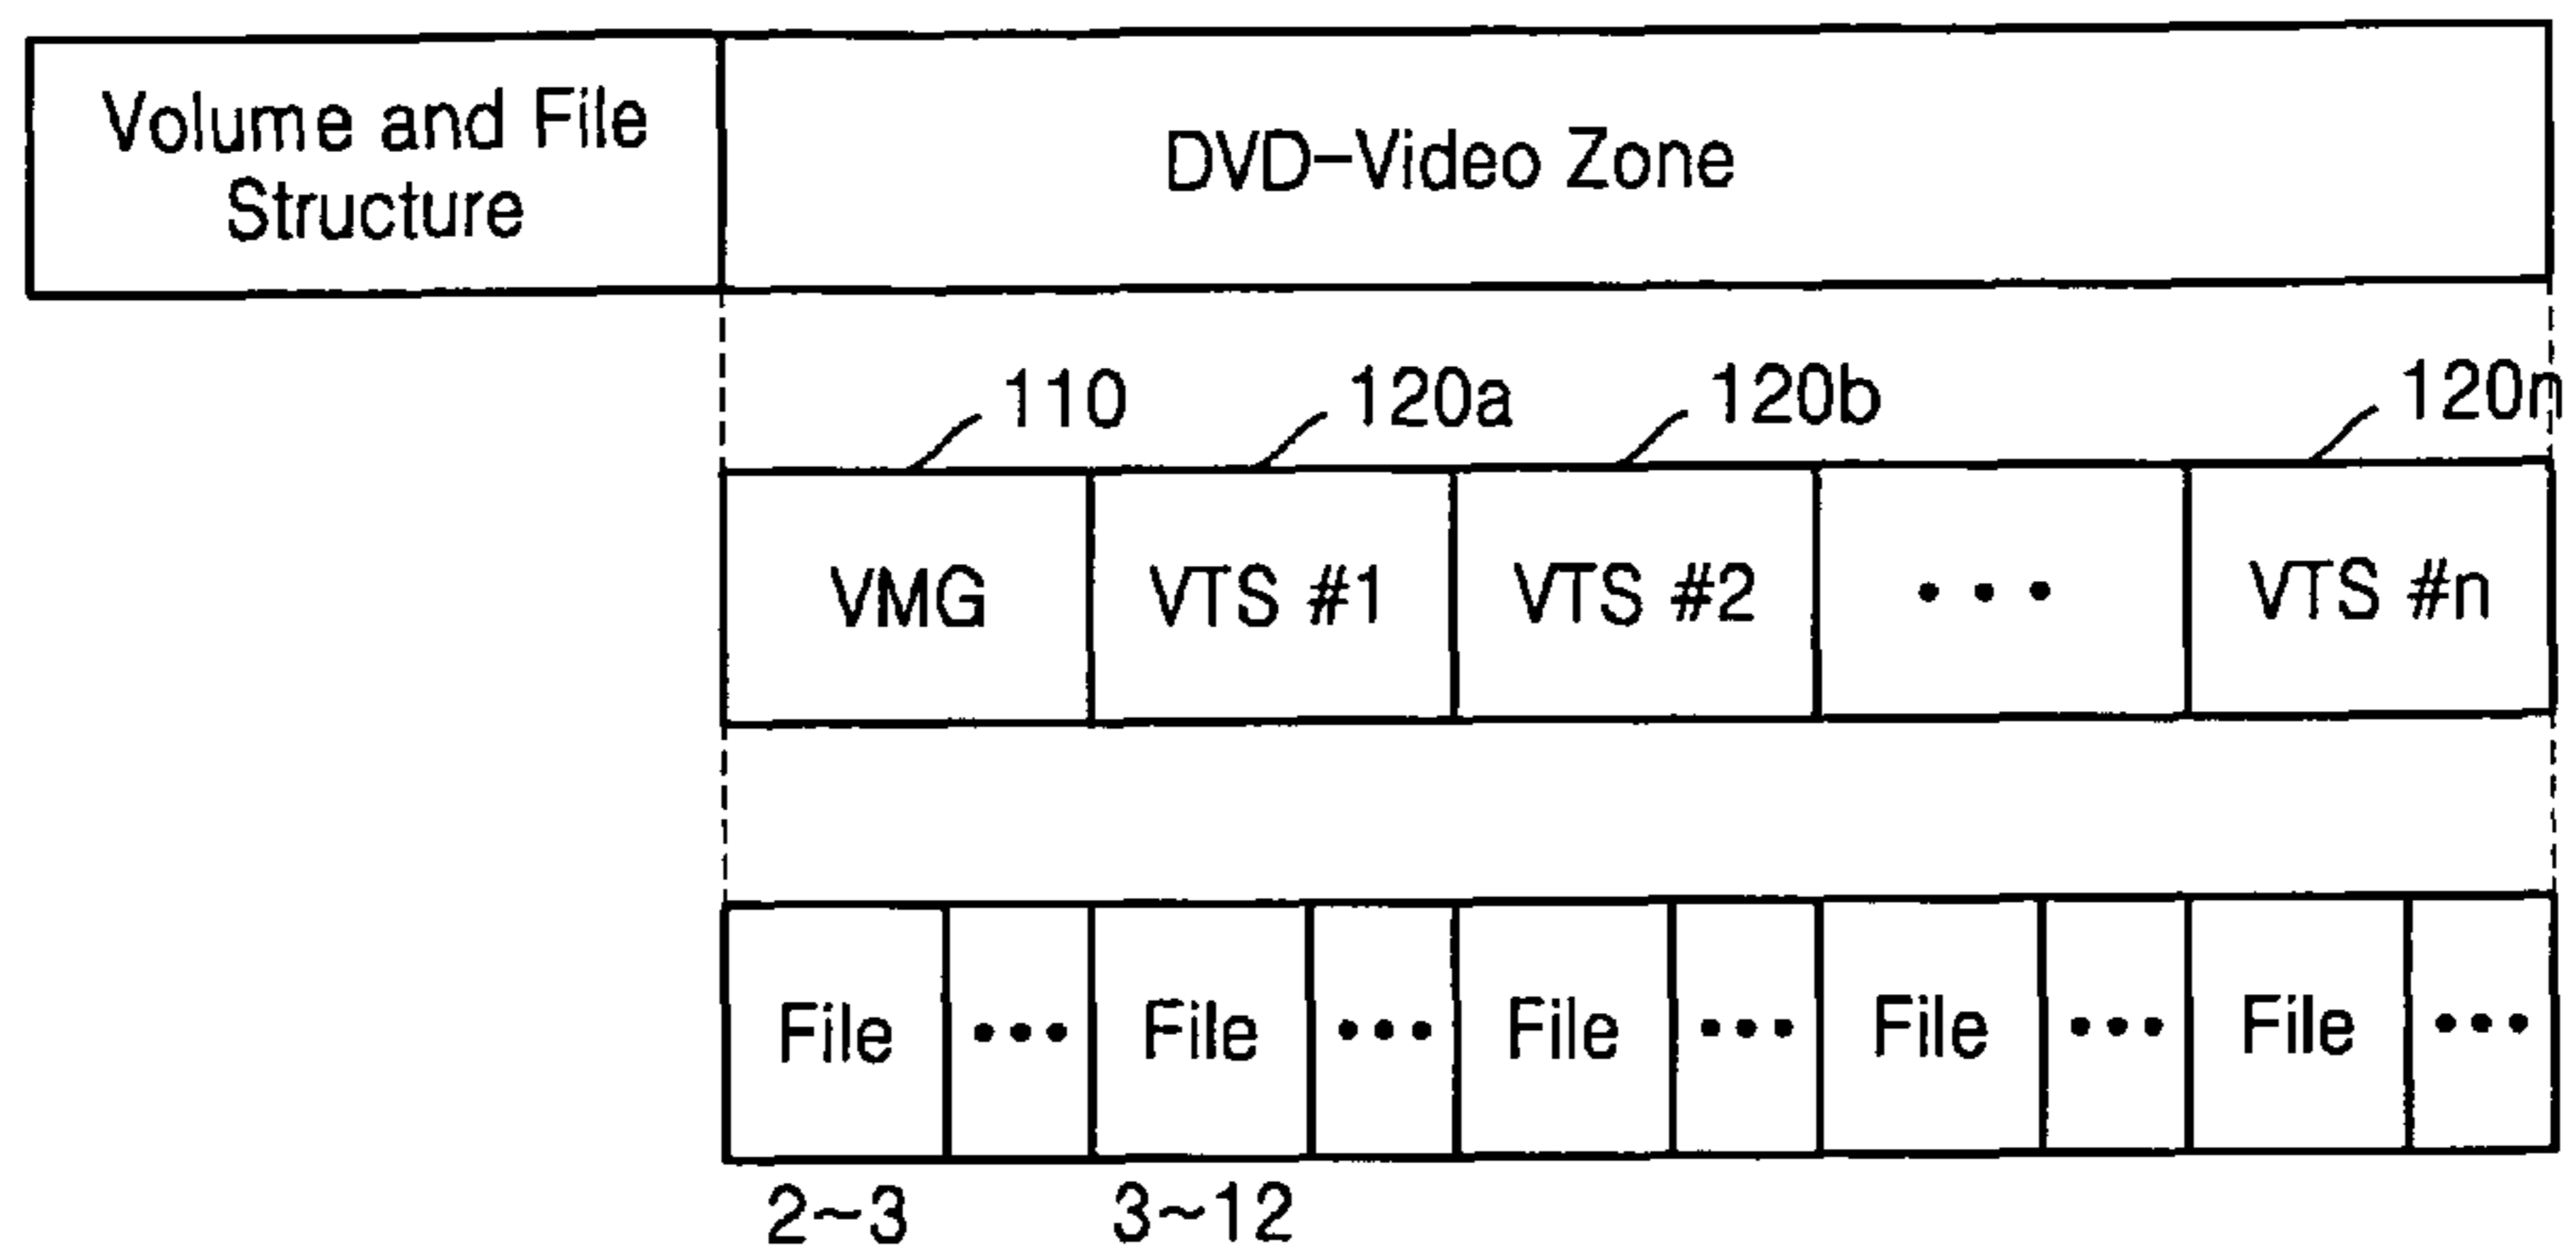 Volume and File
Structure
DVD-Video Zone
110
120a
120b
120n
VMG
VTS #1
VTS #2
• • •
VTS #n
File
•••
File
•••
File
•••
File
•••
File
•••
2~3
3~12